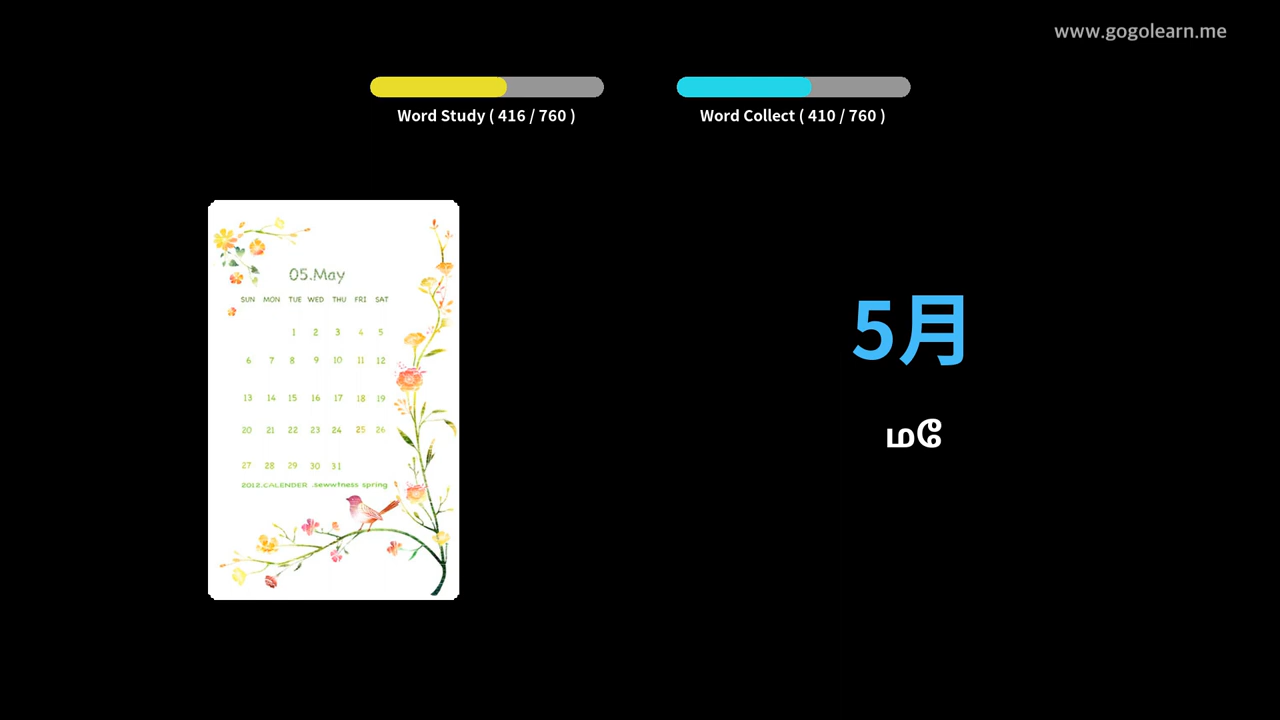 www.gogolearn.me
Word Study ( 416 / 760 )
Word Collect ( 410 / 760 )
05.May
SUN MON TUE WED THU FRI SAT
1 2 3 4 5
6 7 8 9 10 11 12
13 14 15 16 17 18 19
20 21 22 23 24 25 26
27 28 29 30 31
2012.CALENDER .sewwtness spring
5月
மே